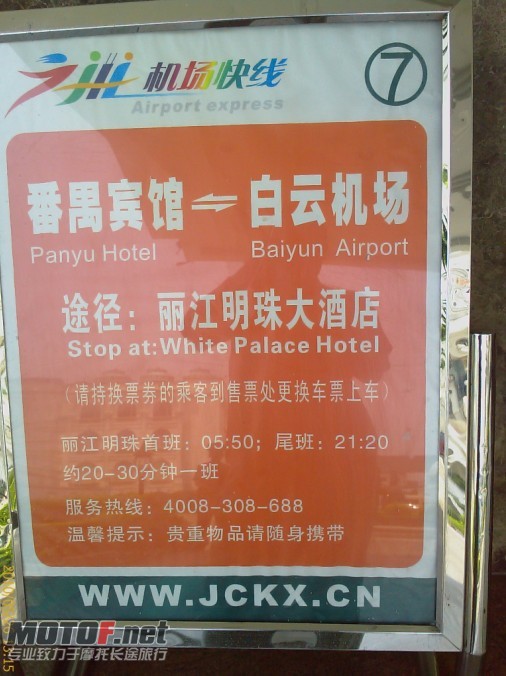 机场快线
Airport express
⑦
番禺宾馆⇌白云机场
Panyu Hotel Baiyun Airport
途径：丽江明珠大酒店
Stop at:White Palace Hotel
（请持换票券的乘客到售票处更换车票上车）
丽江明珠首班：05:50；尾班：21:20
约20-30分钟一班
服务热线：4008-308-688
温馨提示：贵重物品请随身携带
WWW.JCKX.CN
MOTOF.net
专业致力于摩托长途旅行